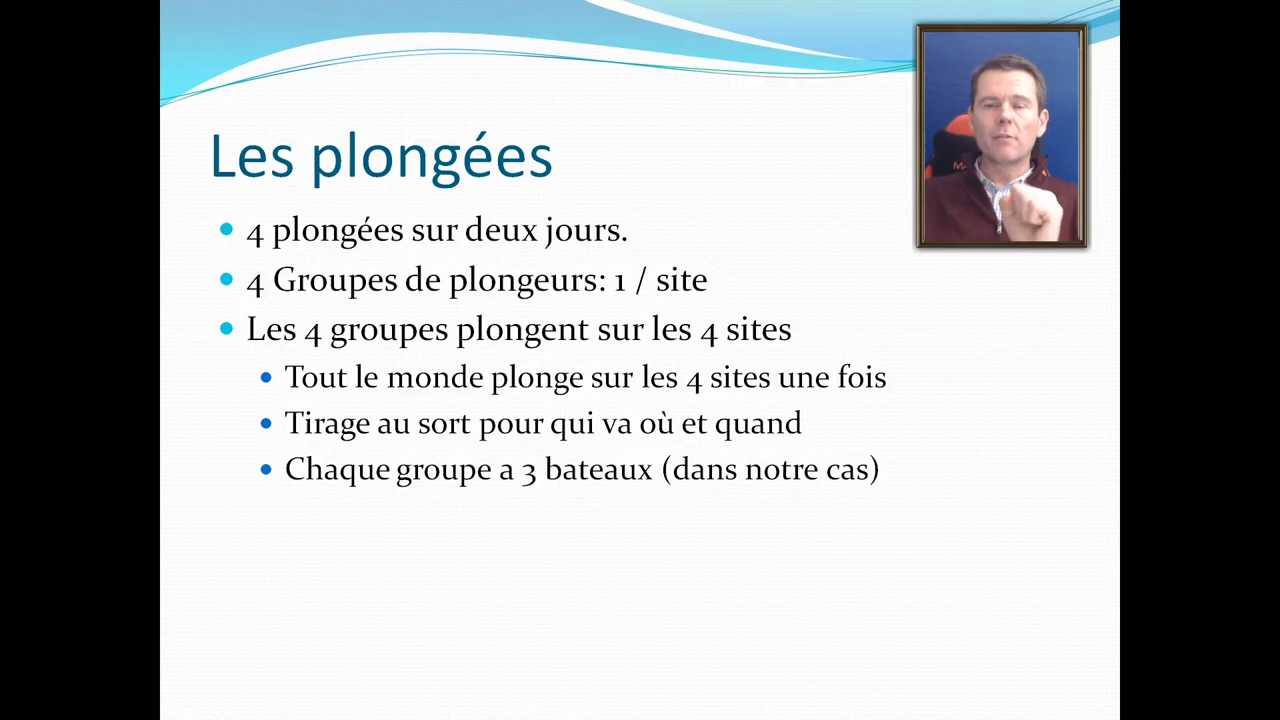 Les plongées
4 plongées sur deux jours.
4 Groupes de plongeurs: 1 / site
Les 4 groupes plongent sur les 4 sites
Tout le monde plonge sur les 4 sites une fois
Tirage au sort pour qui va où et quand
Chaque groupe a 3 bateaux (dans notre cas)